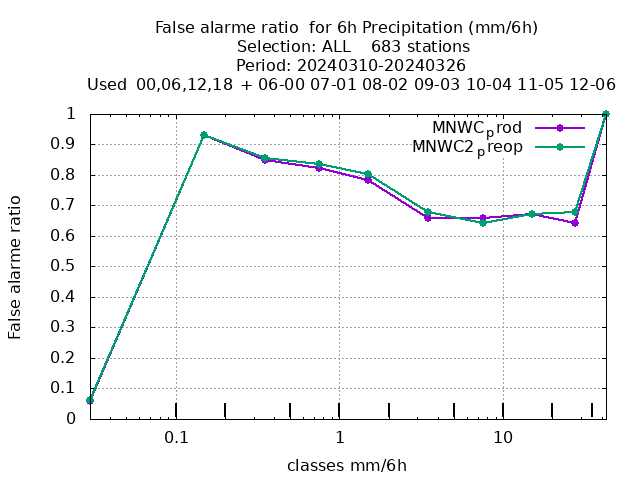 False alarme ratio  for 6h Precipitation (mm/6h)
Selection: ALL    683 stations
Period: 20240310-20240326
Used  00,06,12,18  + 06-00 07-01 08-02 09-03 10-04 11-05 12-06
MNWCprod
MNWC2preop
1
0.9
0.8
0.7
0.6
0.5
0.4
0.3
0.2
0.1
0
False alarme ratio
0.1 1 10
classes mm/6h